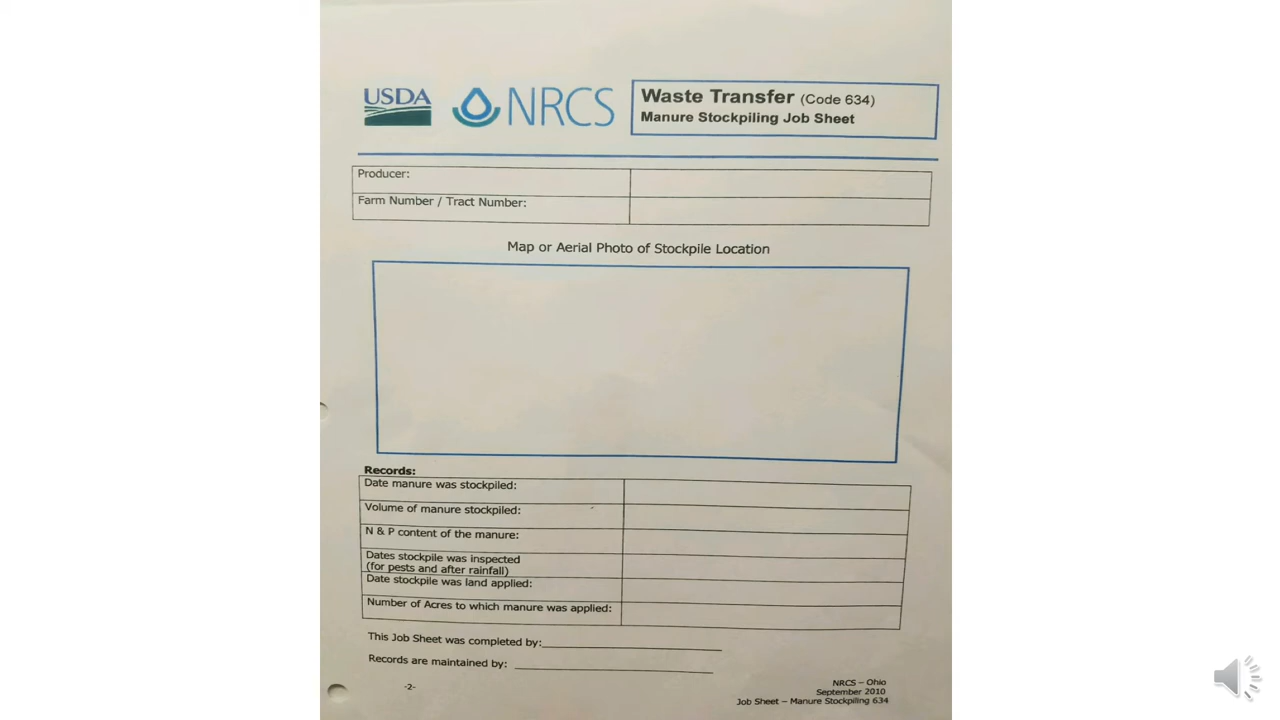 USDA
NRCS
Waste Transfer (Code 634)
Manure Stockpiling Job Sheet
Producer:
Farm Number / Tract Number:
Map or Aerial Photo of Stockpile Location
Records:
Date manure was stockpiled:
Volume of manure stockpiled:
N & P content of the manure:
Dates stockpile was inspected
(for pests and after rainfall)
Date stockpile was land applied:
Number of Acres to which manure was applied:
This Job Sheet was completed by:
Records are maintained by:
-2-
NRCS – Ohio
September 2010
Job Sheet – Manure Stockpiling 634